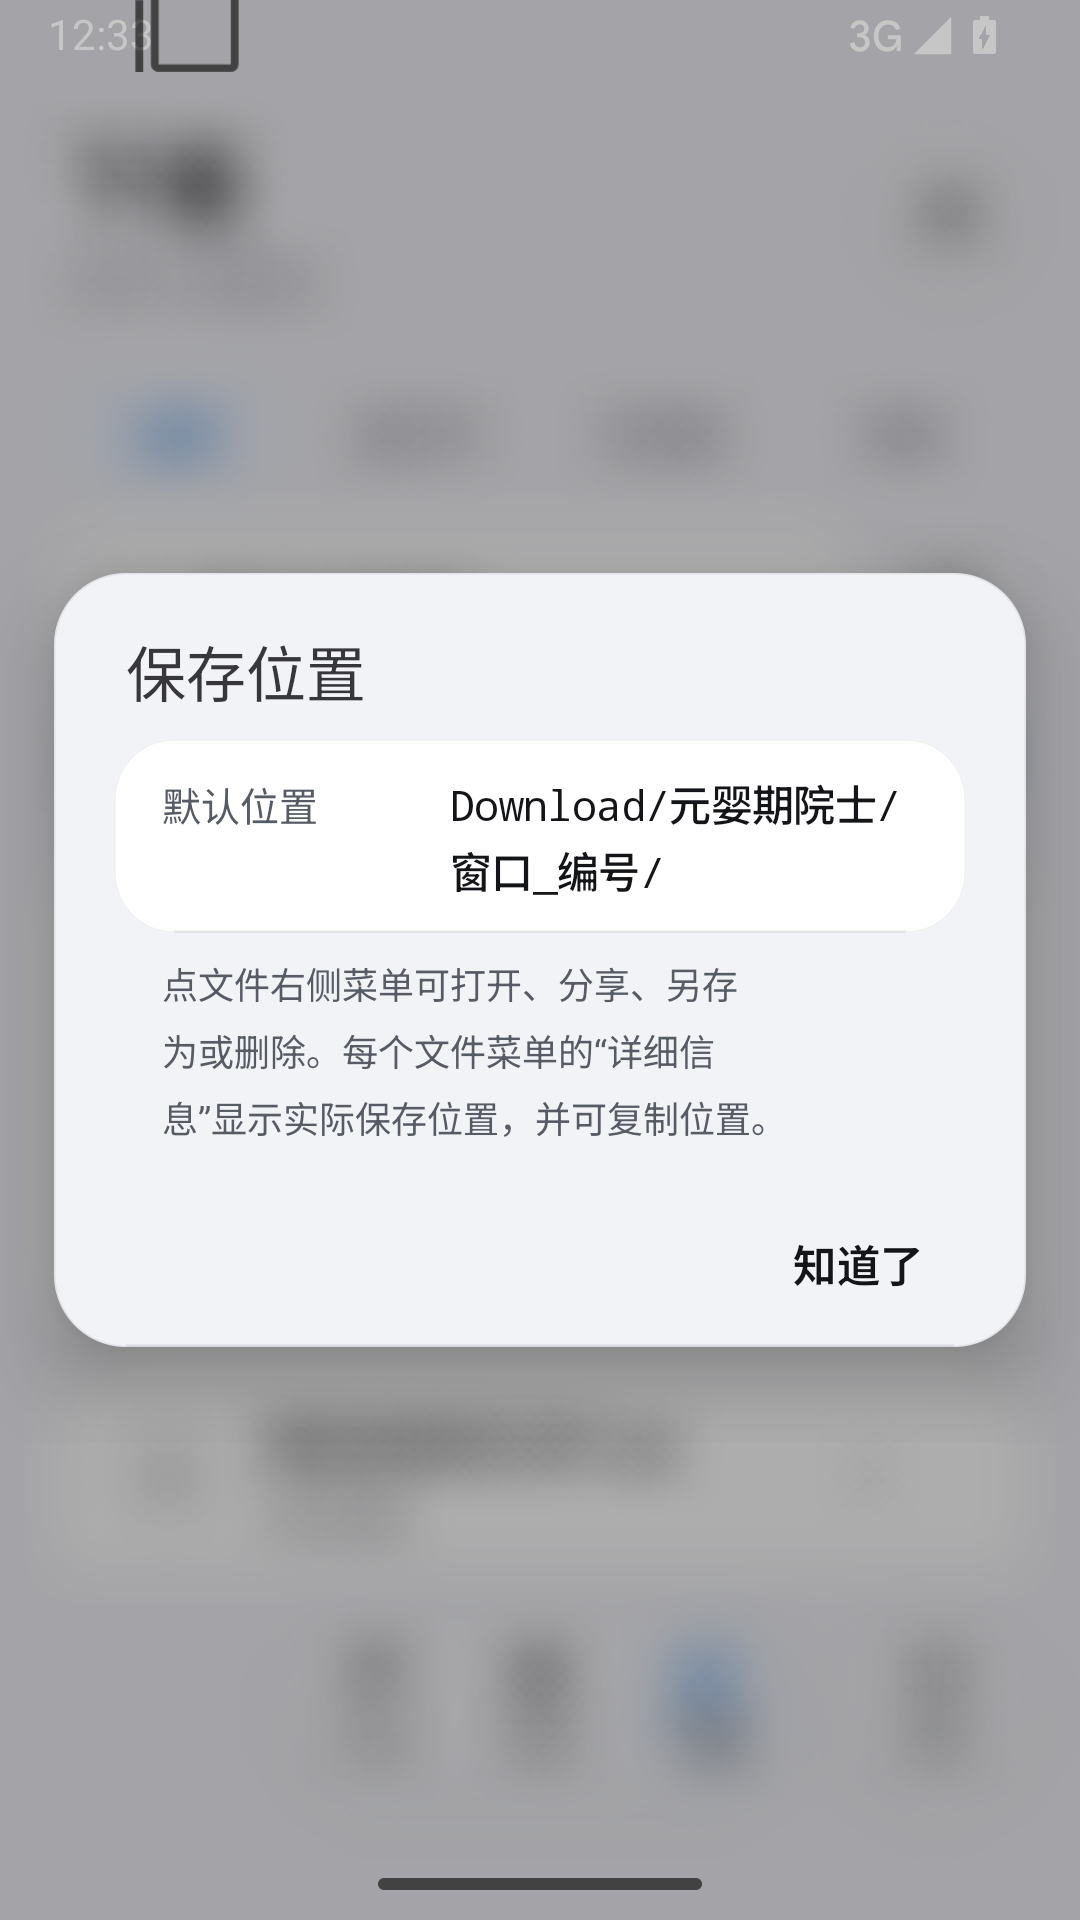 12:33
3G
保存位置
默认位置
Download/元婴期院士/
窗口_编号/
点文件右侧菜单可打开、分享、另存
为或删除。每个文件菜单的“详细信
息”显示实际保存位置，并可复制位置。
知道了